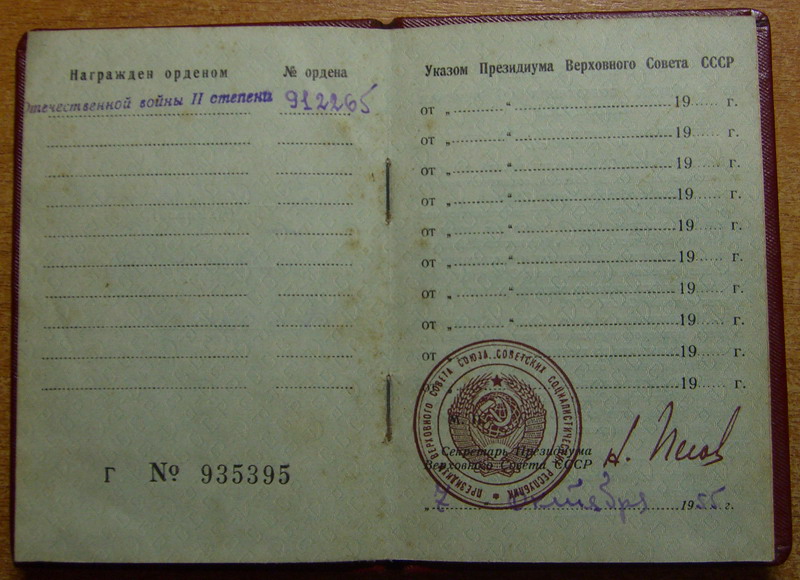 Награжден орденом № ордена
Отечественной войны II степени 912265
Г № 935395
Указом Президиума Верховного Совета СССР
от „ “ 19 г.
от „ “ 19 г.
от „ “ 19 г.
от „ “ 19 г.
от „ “ 19 г.
от „ “ 19 г.
от „ “ 19 г.
от „ “ 19 г.
от 19 г.
19 г.
ПРЕЗИДИУМ ВЕРХОВНОГО СОВЕТА СОЮЗА СОВЕТСКИХ СОЦИАЛИСТИЧЕСКИХ РЕСПУБЛИК
Секретарь Президиума
Верховного Совета СССР
„7 октября 1955 г.